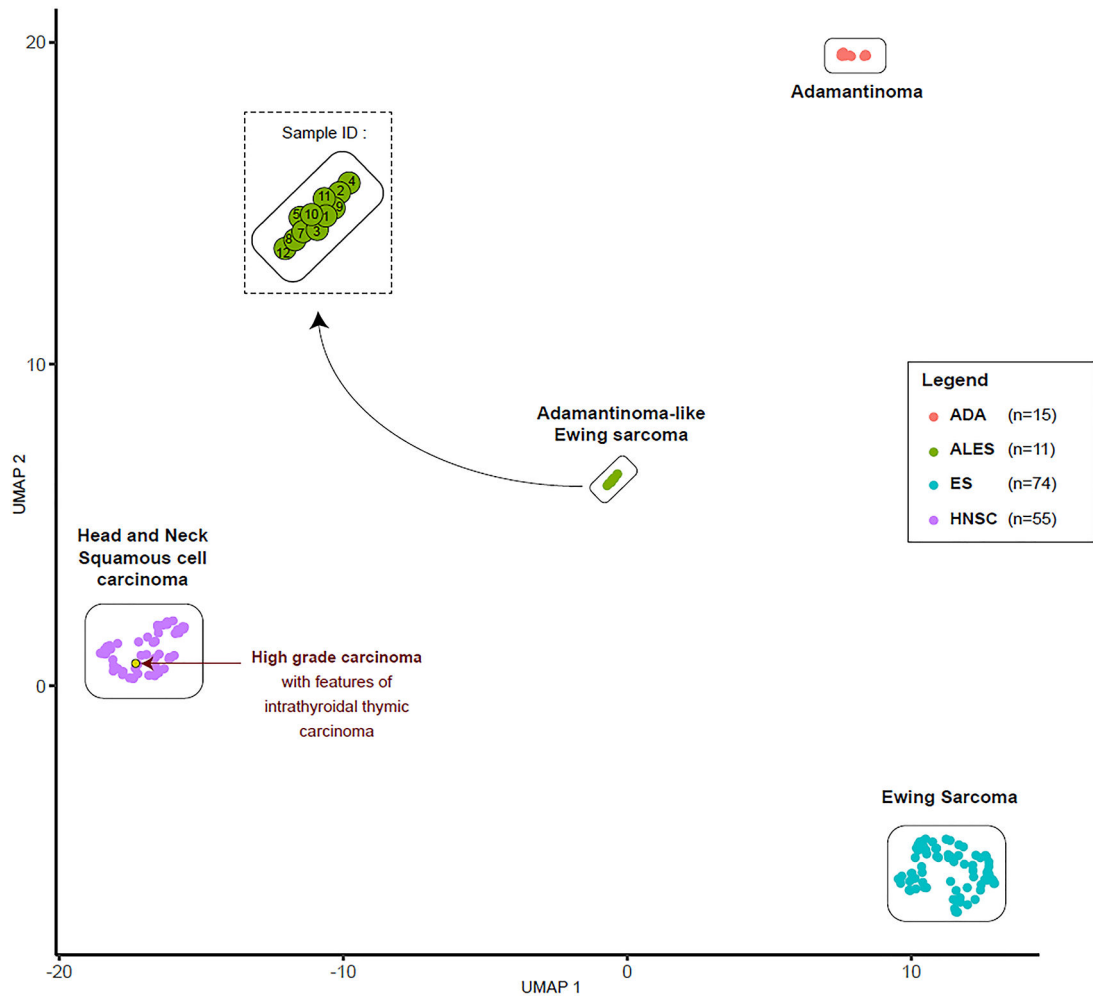 20
Adamantinoma
Sample ID :
4
2
11
9
5
10
1
7
3
8
12
10
Legend
ADA (n=15)
ALES (n=11)
ES (n=74)
HNSC (n=55)
Adamantinoma-like
Ewing sarcoma
UMAP 2
Head and Neck
Squamous cell
carcinoma
High grade carcinoma
with features of
intrathyroidal thymic
carcinoma
0
Ewing Sarcoma
-20
-10
0
10
UMAP 1